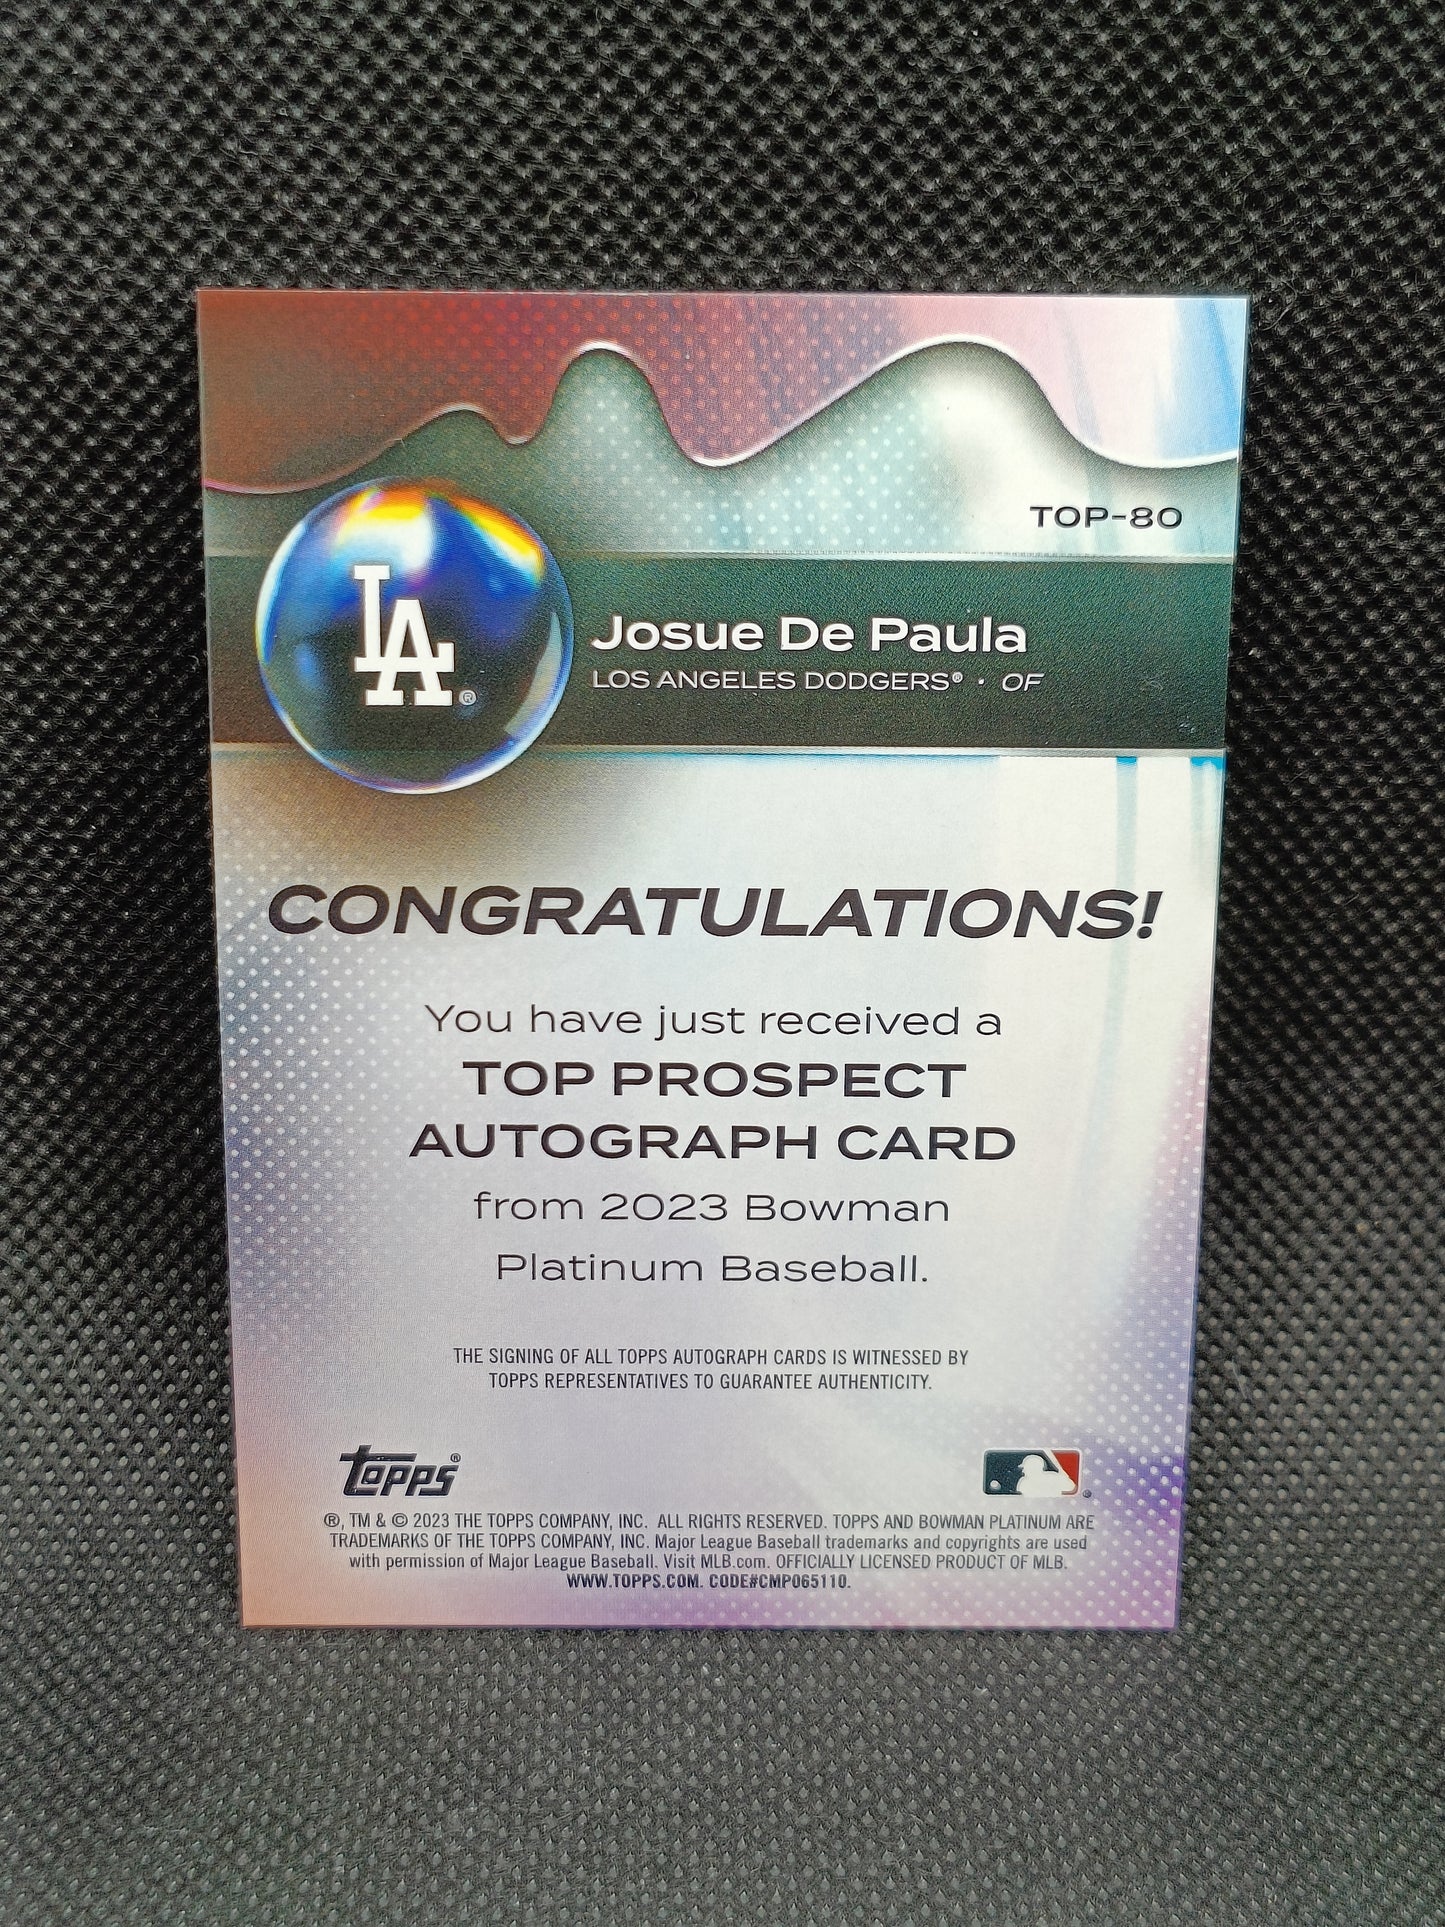 TOP-80
LA®
Josue De Paula
LOS ANGELES DODGERS® • OF
CONGRATULATIONS!
You have just received a
TOP PROSPECT
AUTOGRAPH CARD
from 2023 Bowman
Platinum Baseball.
THE SIGNING OF ALL TOPPS AUTOGRAPH CARDS IS WITNESSED BY
TOPPS REPRESENTATIVES TO GUARANTEE AUTHENTICITY.
topps®
®, TM & © 2023 THE TOPPS COMPANY, INC. ALL RIGHTS RESERVED. TOPPS AND BOWMAN PLATINUM ARE
TRADEMARKS OF THE TOPPS COMPANY, INC. Major League Baseball trademarks and copyrights are used
with permission of Major League Baseball. Visit MLB.com. OFFICIALLY LICENSED PRODUCT OF MLB.
WWW.TOPPS.COM. CODE#CMP065110.